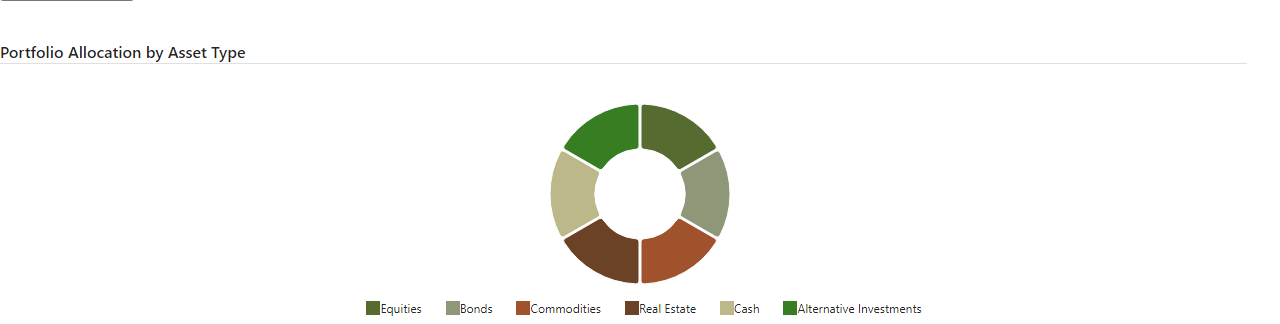 Portfolio Allocation by Asset Type
Equities Bonds Commodities Real Estate Cash Alternative Investments